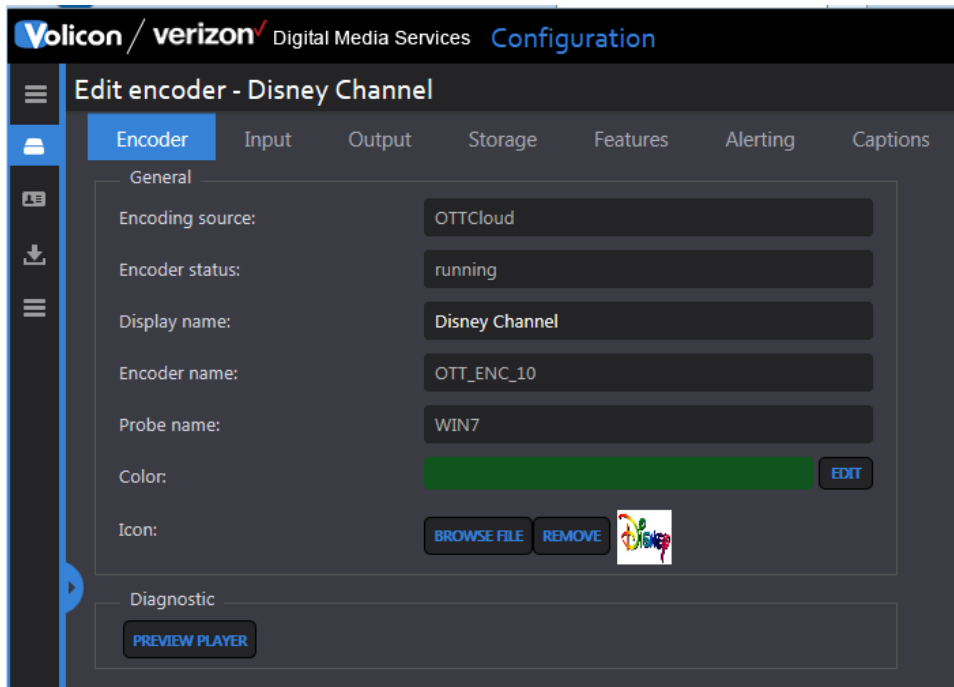 Volicon / verizon Digital Media Services Configuration
Edit encoder - Disney Channel
Encoder Input Output Storage Features Alerting Captions
General
Encoding source: OTTCloud
Encoder status: running
Display name: Disney Channel
Encoder name: OTT_ENC_10
Probe name: WIN7
Color: EDIT
Icon: BROWSE FILE REMOVE Disney
Diagnostic
PREVIEW PLAYER